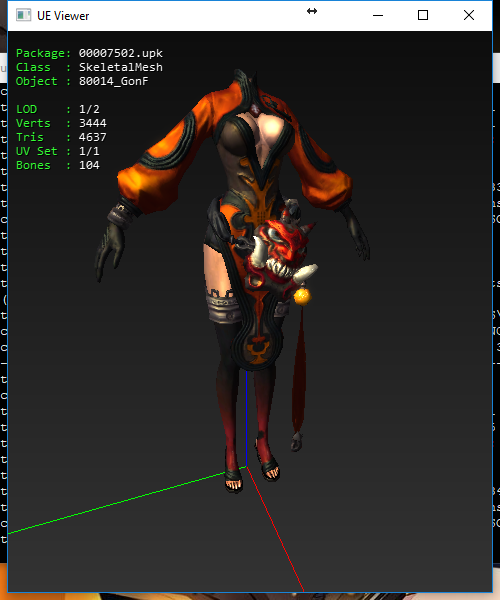 UE Viewer
Package: 00007502.upk
Class  : SkeletalMesh
Object : 80014_GonF
LOD    : 1/2
Verts  : 3444
Tris   : 4637
UV Set : 1/1
Bones  : 104